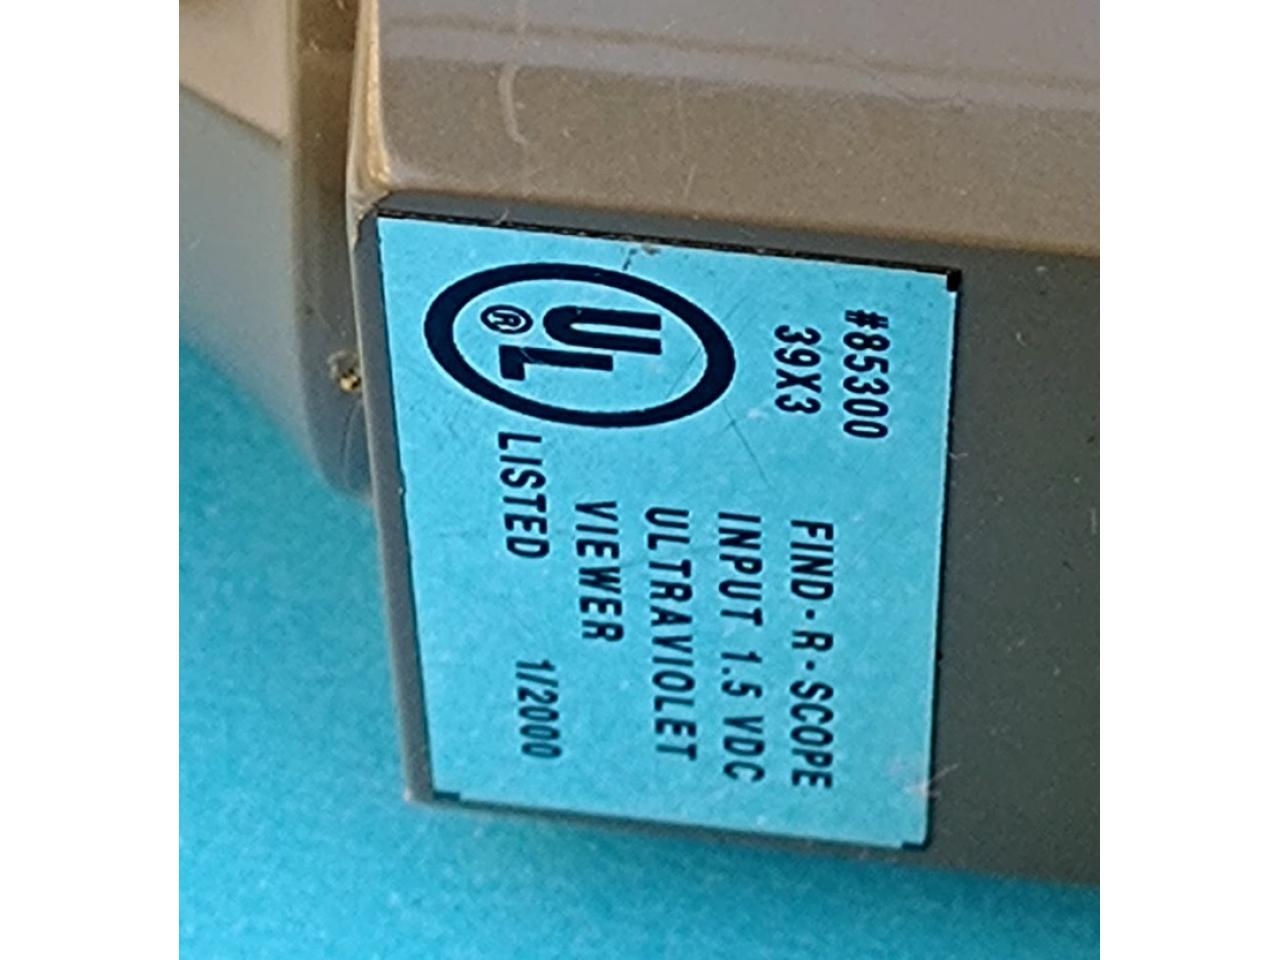 #85300
39X3
FIND-R-SCOPE
INPUT 1.5 VDC
ULTRAVIOLET
VIEWER
UL
®
LISTED
1/2000